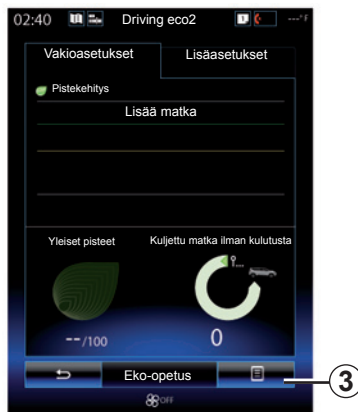 02:40 Driving eco2 ---°F
Vakioasetukset Lisäasetukset
Pistekehitys
Lisää matka
Yleiset pisteet Kuljettu matka ilman kulutusta
--/100 0
Eko-opetus
OFF
3